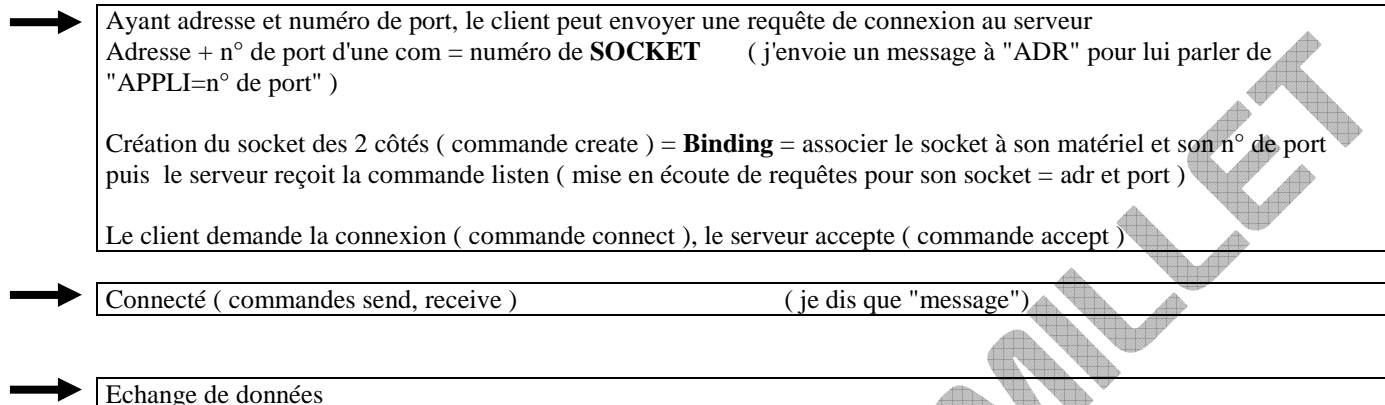 Ayant adresse et numéro de port, le client peut envoyer une requête de connexion au serveur
Adresse + n° de port d'une com = numéro de SOCKET ( j'envoie un message à "ADR" pour lui parler de
"APPLI=n° de port" )
Création du socket des 2 côtés ( commande create ) = Binding = associer le socket à son matériel et son n° de port
puis le serveur reçoit la commande listen ( mise en écoute de requêtes pour son socket = adr et port )
Le client demande la connexion ( commande connect ), le serveur accepte ( commande accept )
Connecté ( commandes send, receive ) ( je dis que "message")
Echange de données
MILLET